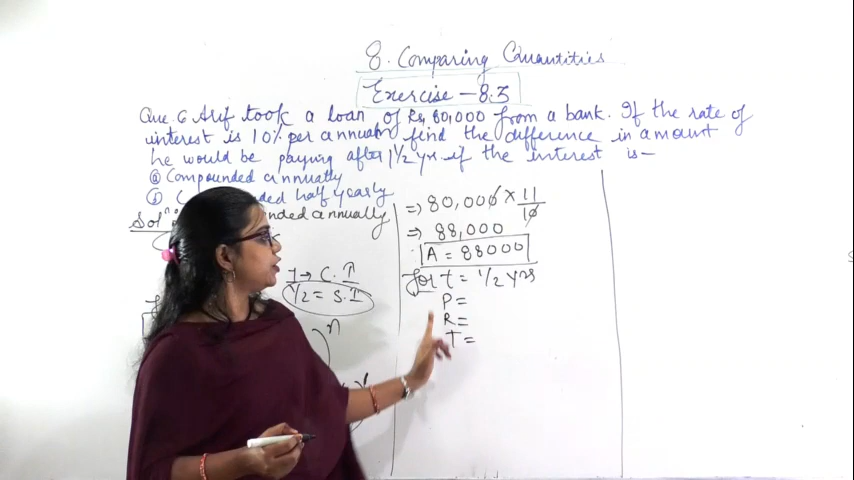 8. Comparing Quantities
Exercise - 8.3
Que. 6 Arif took a loan of Rs 80,000 from a bank. If the rate of
interest is 10% per annum find the difference in amount
he would be paying after 1 1/2 yrs. if the interest is —
(a) Compounded annually
ded half yearly
Solⁿ
nded annually
1 → C.I
1/2 = S.I
n
⇒ 80,000 × 11/10
⇒ 88,000
A = 88000
for t = 1/2 yrs
P =
R =
T =